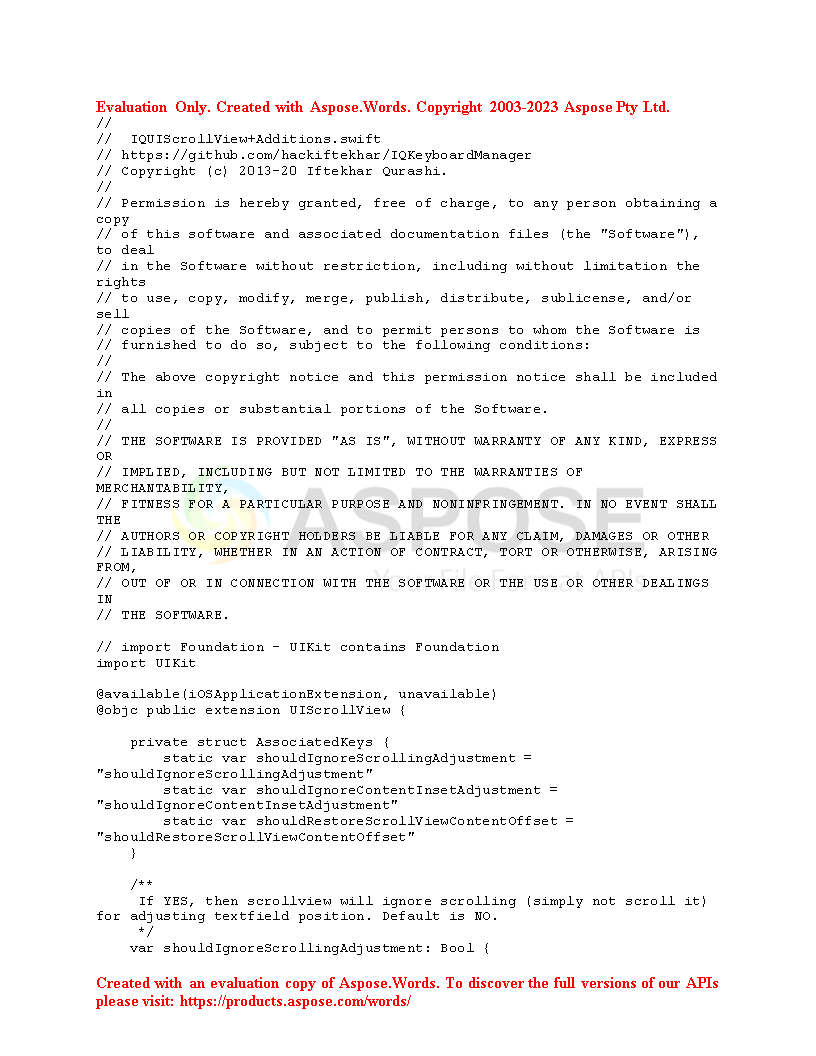 Evaluation Only. Created with Aspose.Words. Copyright 2003-2023 Aspose Pty Ltd.
//
//  IQUIScrollView+Additions.swift
// https://github.com/hackiftekhar/IQKeyboardManager
// Copyright (c) 2013-20 Iftekhar Qurashi.
//
// Permission is hereby granted, free of charge, to any person obtaining a
copy
// of this software and associated documentation files (the "Software"),
to deal
// in the Software without restriction, including without limitation the
rights
// to use, copy, modify, merge, publish, distribute, sublicense, and/or
sell
// copies of the Software, and to permit persons to whom the Software is
// furnished to do so, subject to the following conditions:
//
// The above copyright notice and this permission notice shall be included
in
// all copies or substantial portions of the Software.
//
// THE SOFTWARE IS PROVIDED "AS IS", WITHOUT WARRANTY OF ANY KIND, EXPRESS
OR
// IMPLIED, INCLUDING BUT NOT LIMITED TO THE WARRANTIES OF
MERCHANTABILITY,
// FITNESS FOR A PARTICULAR PURPOSE AND NONINFRINGEMENT. IN NO EVENT SHALL
THE
// AUTHORS OR COPYRIGHT HOLDERS BE LIABLE FOR ANY CLAIM, DAMAGES OR OTHER
// LIABILITY, WHETHER IN AN ACTION OF CONTRACT, TORT OR OTHERWISE, ARISING
FROM,
// OUT OF OR IN CONNECTION WITH THE SOFTWARE OR THE USE OR OTHER DEALINGS
IN
// THE SOFTWARE.
ASPOSE
Your File Format APIs

// import Foundation - UIKit contains Foundation
import UIKit

@available(iOSApplicationExtension, unavailable)
@objc public extension UIScrollView {

    private struct AssociatedKeys {
        static var shouldIgnoreScrollingAdjustment =
"shouldIgnoreScrollingAdjustment"
        static var shouldIgnoreContentInsetAdjustment =
"shouldIgnoreContentInsetAdjustment"
        static var shouldRestoreScrollViewContentOffset =
"shouldRestoreScrollViewContentOffset"
    }

    /**
     If YES, then scrollview will ignore scrolling (simply not scroll it)
for adjusting textfield position. Default is NO.
     */
    var shouldIgnoreScrollingAdjustment: Bool {

Created with an evaluation copy of Aspose.Words. To discover the full versions of our APIs
please visit: https://products.aspose.com/words/